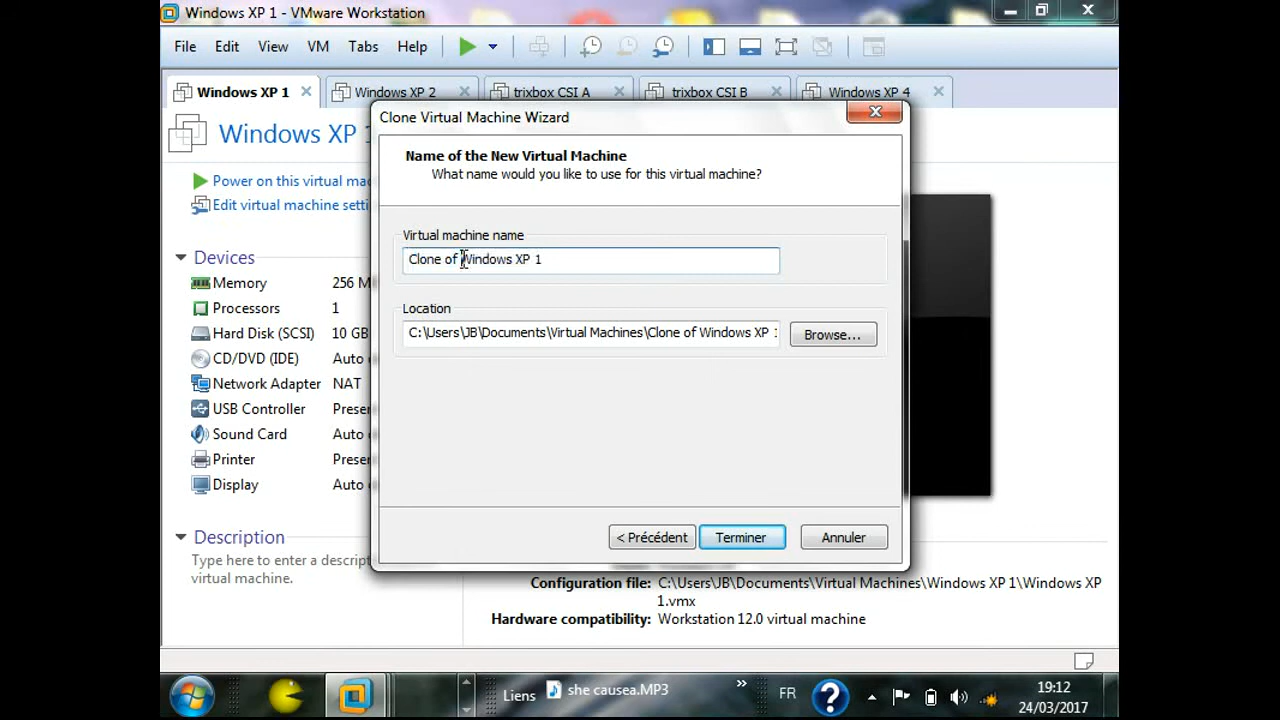 Windows XP 1 - VMware Workstation
File Edit View VM Tabs Help
Windows XP 1 Windows XP 2 trixbox CSI A trixbox CSI B Windows XP 4
Windows XP 1
Power on this virtual mac
Edit virtual machine setti
Devices
Memory 256 M
Processors 1
Hard Disk (SCSI) 10 GB
CD/DVD (IDE) Auto
Network Adapter NAT
USB Controller Preser
Sound Card Auto
Printer Preser
Display Auto
Description
Type here to enter a descript
virtual machine.
Clone Virtual Machine Wizard
Name of the New Virtual Machine
What name would you like to use for this virtual machine?
Virtual machine name
Clone of Windows XP 1
Location
C:\Users\JB\Documents\Virtual Machines\Clone of Windows XP 1
Browse...
< Précédent Terminer Annuler
Configuration file: C:\Users\JB\Documents\Virtual Machines\Windows XP 1\Windows XP
1.vmx
Hardware compatibility: Workstation 12.0 virtual machine
Liens she causea.MP3 » FR ? 19:12
24/03/2017